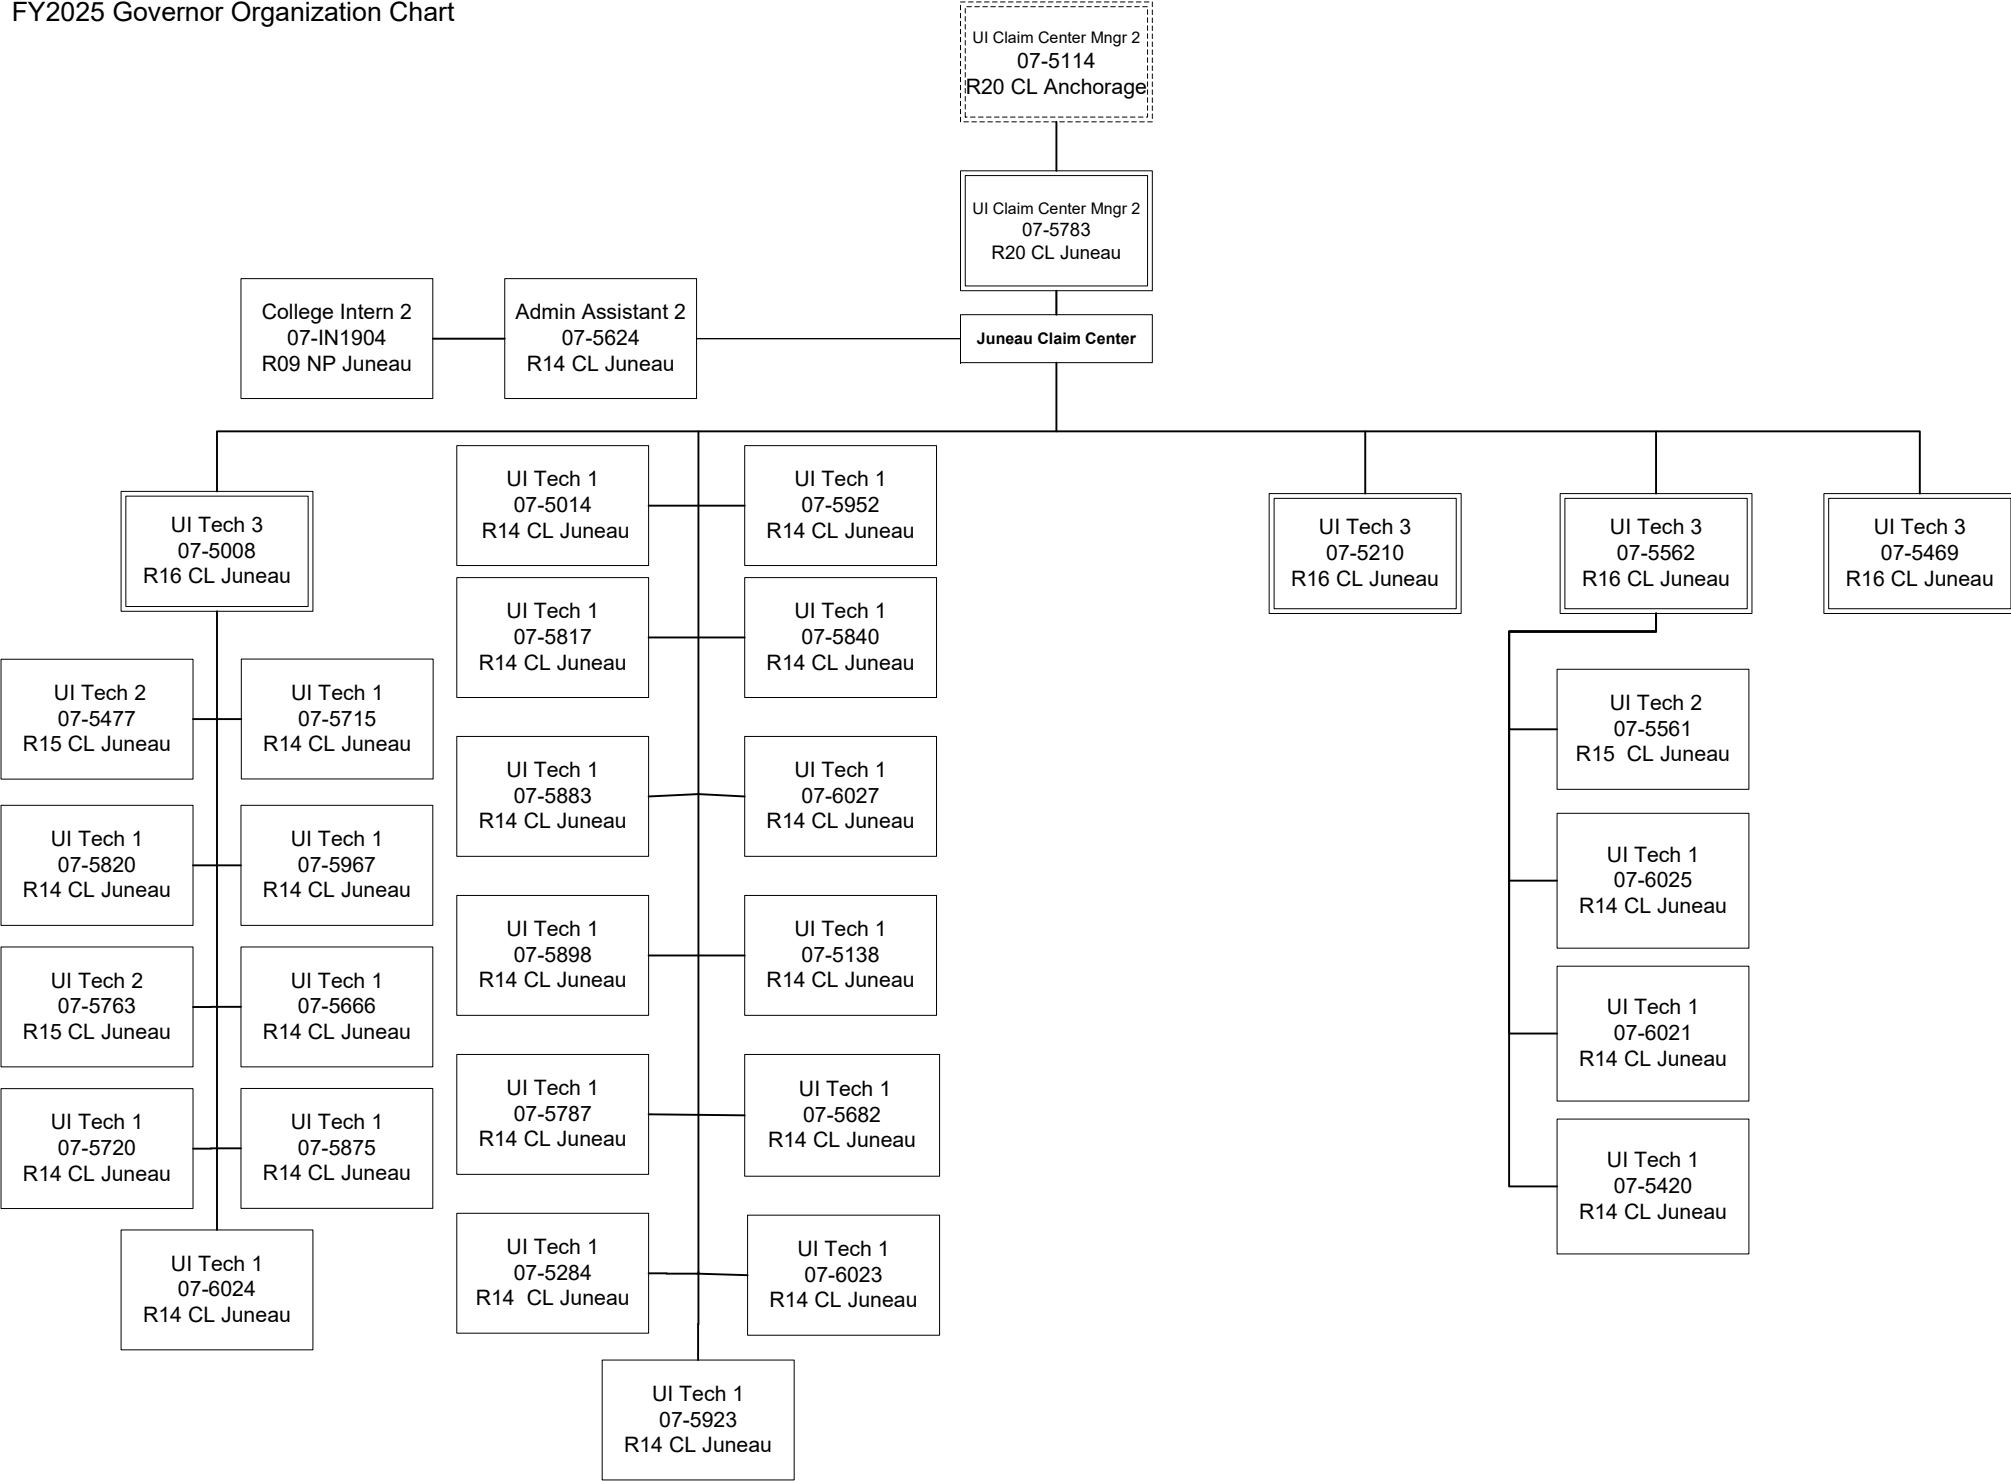 FY2025 Governor Organization Chart
UI Claim Center Mngr 2
07-5114
R20 CL Anchorage
UI Claim Center Mngr 2
07-5783
R20 CL Juneau
College Intern 2
07-IN1904
R09 NP Juneau
Admin Assistant 2
07-5624
R14 CL Juneau
Juneau Claim Center
UI Tech 3
07-5008
R16 CL Juneau
UI Tech 2
07-5477
R15 CL Juneau
UI Tech 1
07-5715
R14 CL Juneau
UI Tech 1
07-5820
R14 CL Juneau
UI Tech 1
07-5967
R14 CL Juneau
UI Tech 2
07-5763
R15 CL Juneau
UI Tech 1
07-5666
R14 CL Juneau
UI Tech 1
07-5720
R14 CL Juneau
UI Tech 1
07-5875
R14 CL Juneau
UI Tech 1
07-6024
R14 CL Juneau
UI Tech 1
07-5014
R14 CL Juneau
UI Tech 1
07-5952
R14 CL Juneau
UI Tech 1
07-5817
R14 CL Juneau
UI Tech 1
07-5840
R14 CL Juneau
UI Tech 1
07-5883
R14 CL Juneau
UI Tech 1
07-6027
R14 CL Juneau
UI Tech 1
07-5898
R14 CL Juneau
UI Tech 1
07-5138
R14 CL Juneau
UI Tech 1
07-5787
R14 CL Juneau
UI Tech 1
07-5682
R14 CL Juneau
UI Tech 1
07-5284
R14  CL Juneau
UI Tech 1
07-6023
R14 CL Juneau
UI Tech 1
07-5923
R14 CL Juneau
UI Tech 3
07-5210
R16 CL Juneau
UI Tech 3
07-5562
R16 CL Juneau
UI Tech 3
07-5469
R16 CL Juneau
UI Tech 2
07-5561
R15  CL Juneau
UI Tech 1
07-6025
R14 CL Juneau
UI Tech 1
07-6021
R14 CL Juneau
UI Tech 1
07-5420
R14 CL Juneau